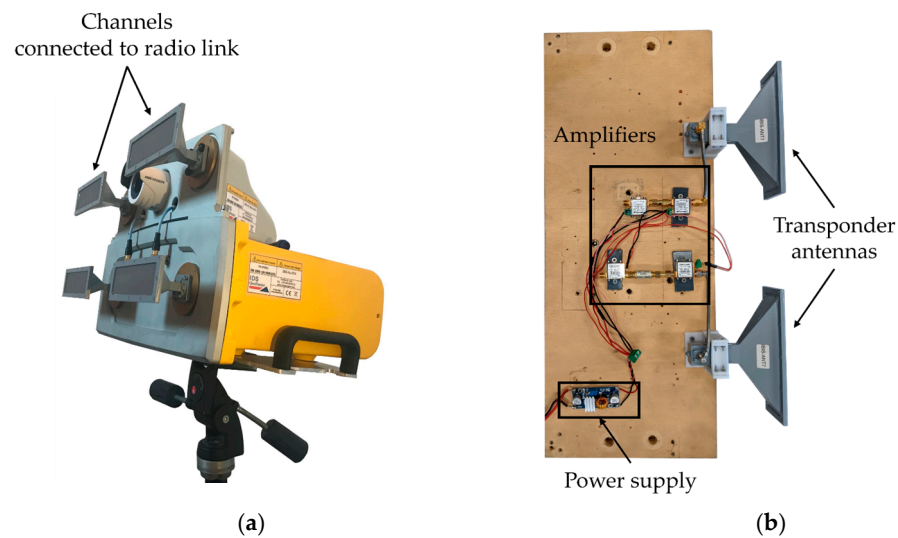 Channels
connected to radio link
IDS
Amplifiers
Transponder
antennas
Power supply
(a)
(b)